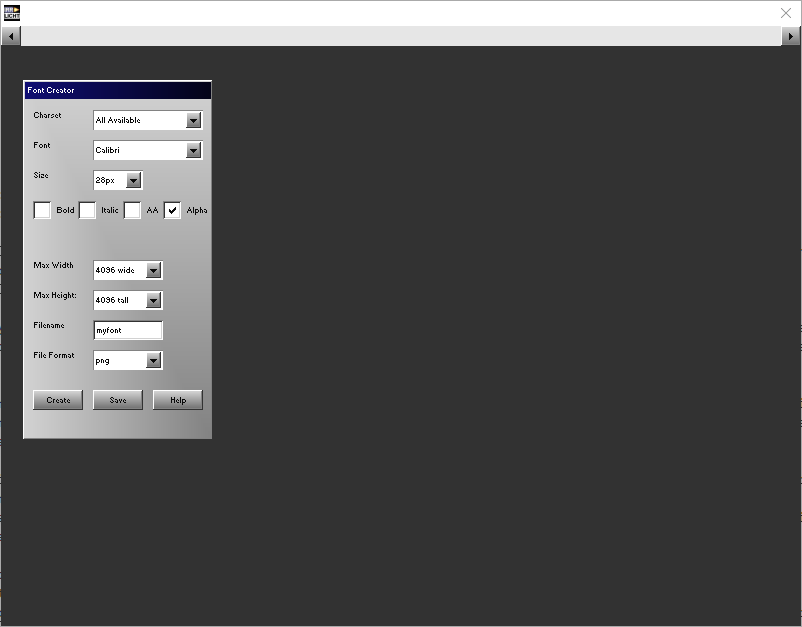 LICHT
Font Creator
Charset
All Available
Font
Calibri
Size
28px
Bold Italic AA Alpha
Max Width
4096 wide
Max Height:
4096 tall
Filename
myfont
File Format
png
Create Save Help